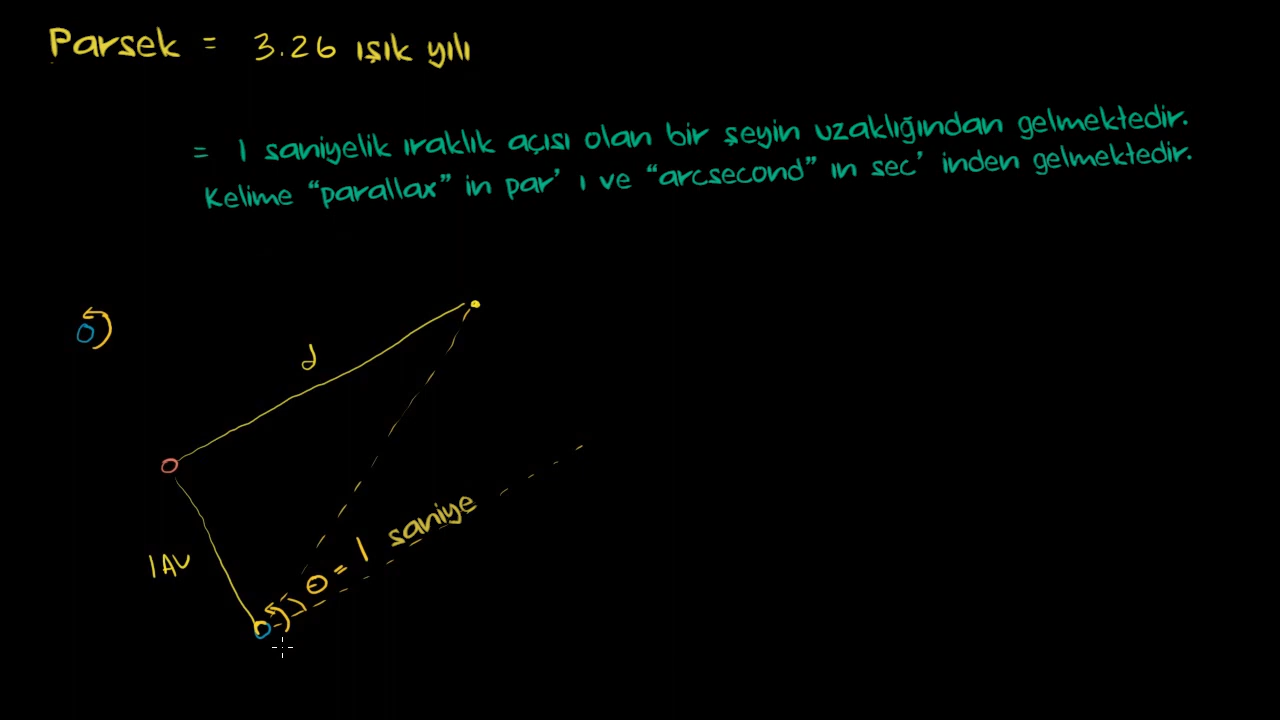 Parsek = 3.26 ışık yılı
= 1 saniyelik ıraklık açısı olan bir şeyin uzaklığından gelmektedir.
Kelime “parallax” in par’ ı ve “arcsecond” ın sec’ inden gelmektedir.
d
1AU
θ = 1 saniye